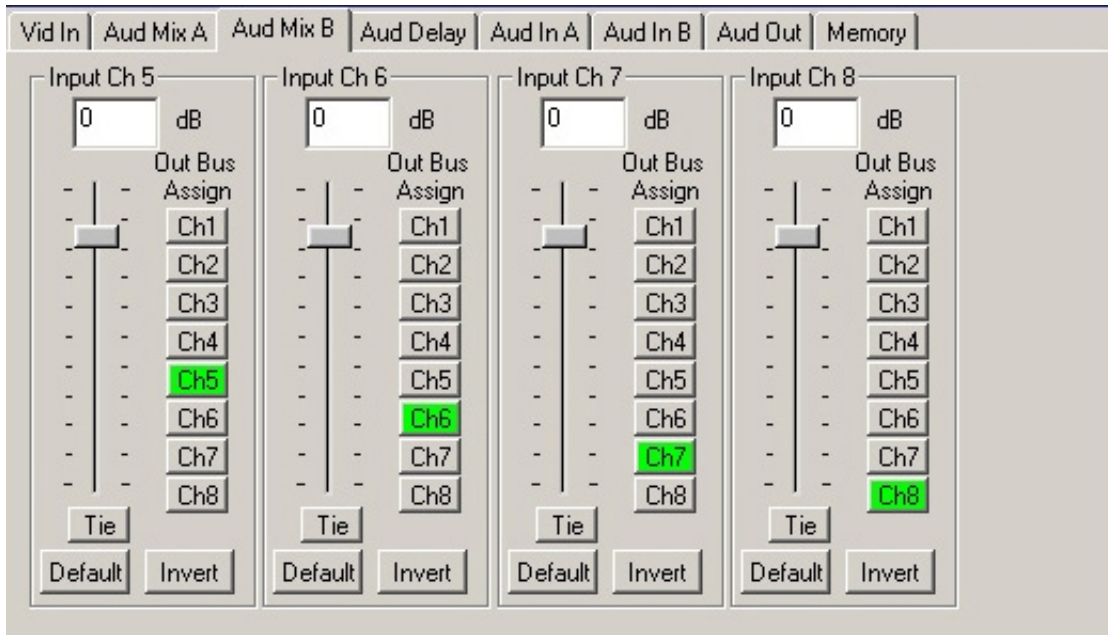 Vid In Aud Mix A Aud Mix B Aud Delay Aud In A Aud In B Aud Out Memory
Input Ch 5 Input Ch 6 Input Ch 7 Input Ch 8
0 dB 0 dB 0 dB 0 dB
Out Bus Out Bus Out Bus Out Bus
Assign Assign Assign Assign
Ch1 Ch1 Ch1 Ch1
Ch2 Ch2 Ch2 Ch2
Ch3 Ch3 Ch3 Ch3
Ch4 Ch4 Ch4 Ch4
Ch5 Ch5 Ch5 Ch5
Ch6 Ch6 Ch6 Ch6
Ch7 Ch7 Ch7 Ch7
Ch8 Ch8 Ch8 Ch8
Tie Tie Tie Tie
Default Invert Default Invert Default Invert Default Invert